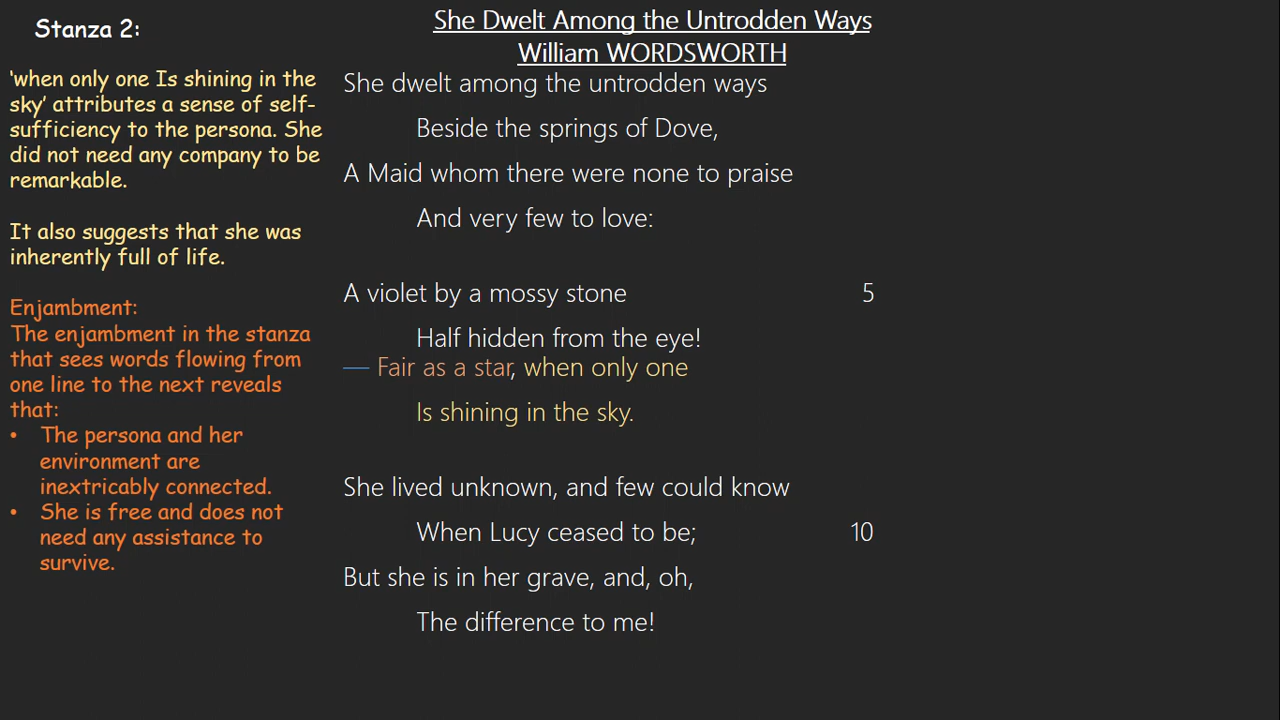 Stanza 2:
'when only one Is shining in the
sky' attributes a sense of self-
sufficiency to the persona. She
did not need any company to be
remarkable.
It also suggests that she was
inherently full of life.
Enjambment:
The enjambment in the stanza
that sees words flowing from
one line to the next reveals
that:
• The persona and her
environment are
inextricably connected.
• She is free and does not
need any assistance to
survive.
She Dwelt Among the Untrodden Ways
William WORDSWORTH
She dwelt among the untrodden ways
Beside the springs of Dove,
A Maid whom there were none to praise
And very few to love:
A violet by a mossy stone 5
Half hidden from the eye!
— Fair as a star, when only one
Is shining in the sky.
She lived unknown, and few could know
When Lucy ceased to be; 10
But she is in her grave, and, oh,
The difference to me!